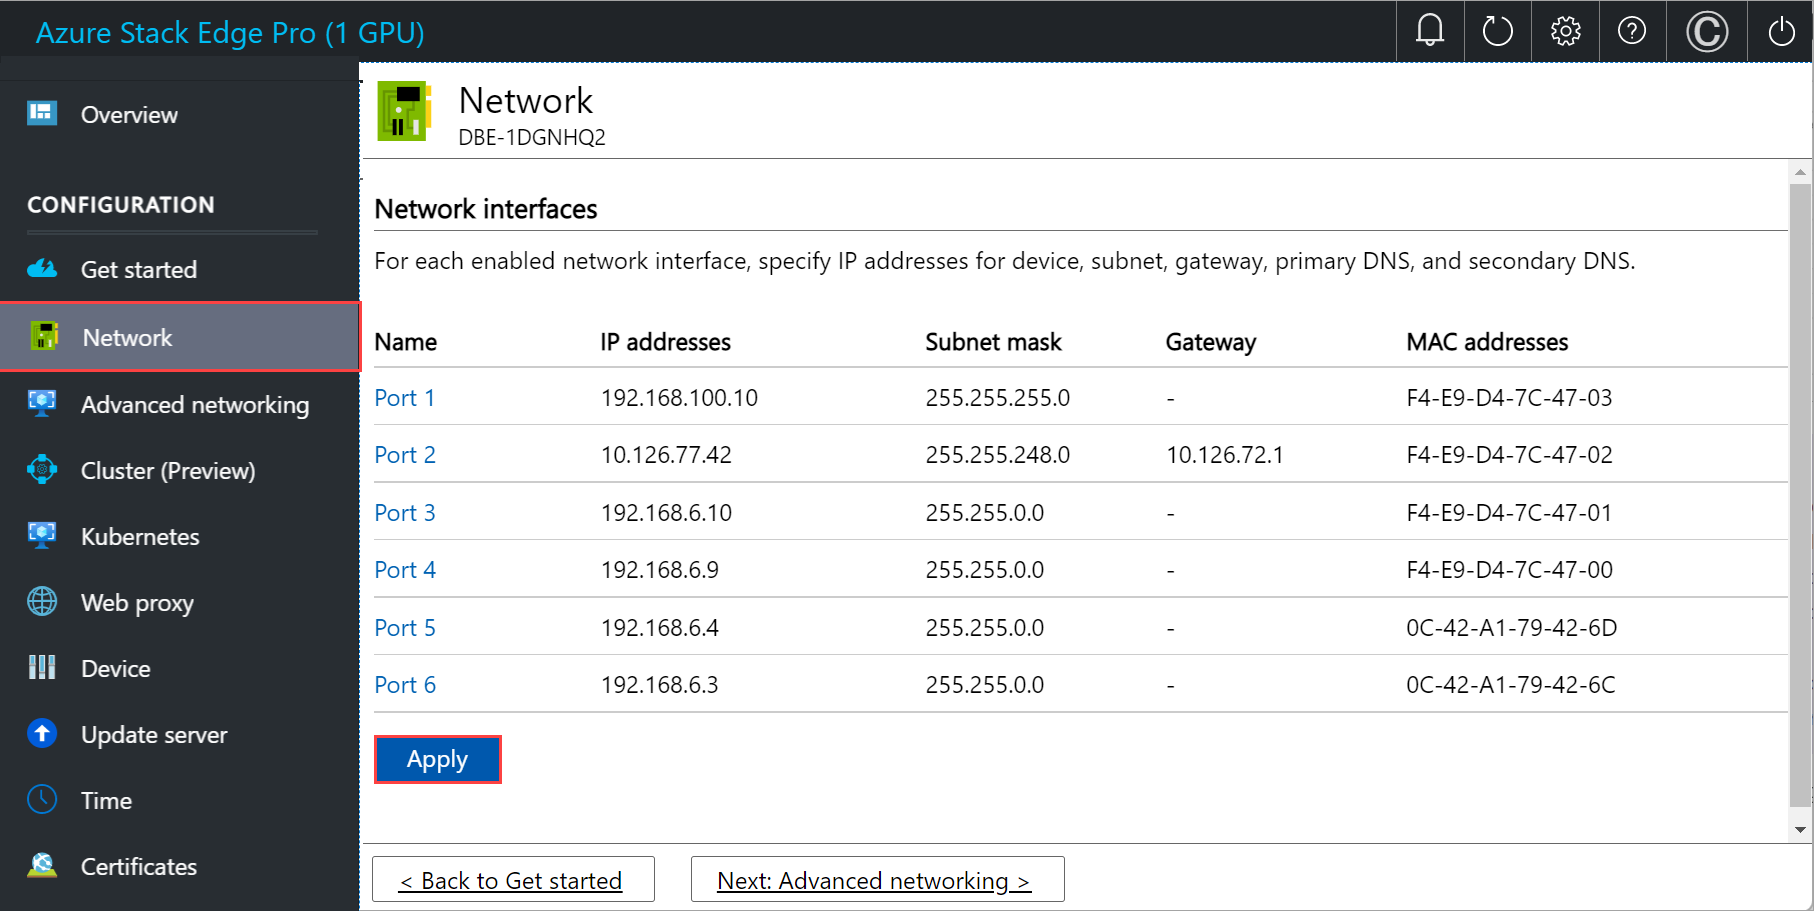 Azure Stack Edge Pro (1 GPU)
Overview
CONFIGURATION
Get started
Network
Advanced networking
Cluster (Preview)
Kubernetes
Web proxy
Device
Update server
Time
Certificates
Network
DBE-1DGNHQ2
Network interfaces
For each enabled network interface, specify IP addresses for device, subnet, gateway, primary DNS, and secondary DNS.
Name IP addresses Subnet mask Gateway MAC addresses
Port 1 192.168.100.10 255.255.255.0 - F4-E9-D4-7C-47-03
Port 2 10.126.77.42 255.255.248.0 10.126.72.1 F4-E9-D4-7C-47-02
Port 3 192.168.6.10 255.255.0.0 - F4-E9-D4-7C-47-01
Port 4 192.168.6.9 255.255.0.0 - F4-E9-D4-7C-47-00
Port 5 192.168.6.4 255.255.0.0 - 0C-42-A1-79-42-6D
Port 6 192.168.6.3 255.255.0.0 - 0C-42-A1-79-42-6C
Apply
< Back to Get started
Next: Advanced networking >